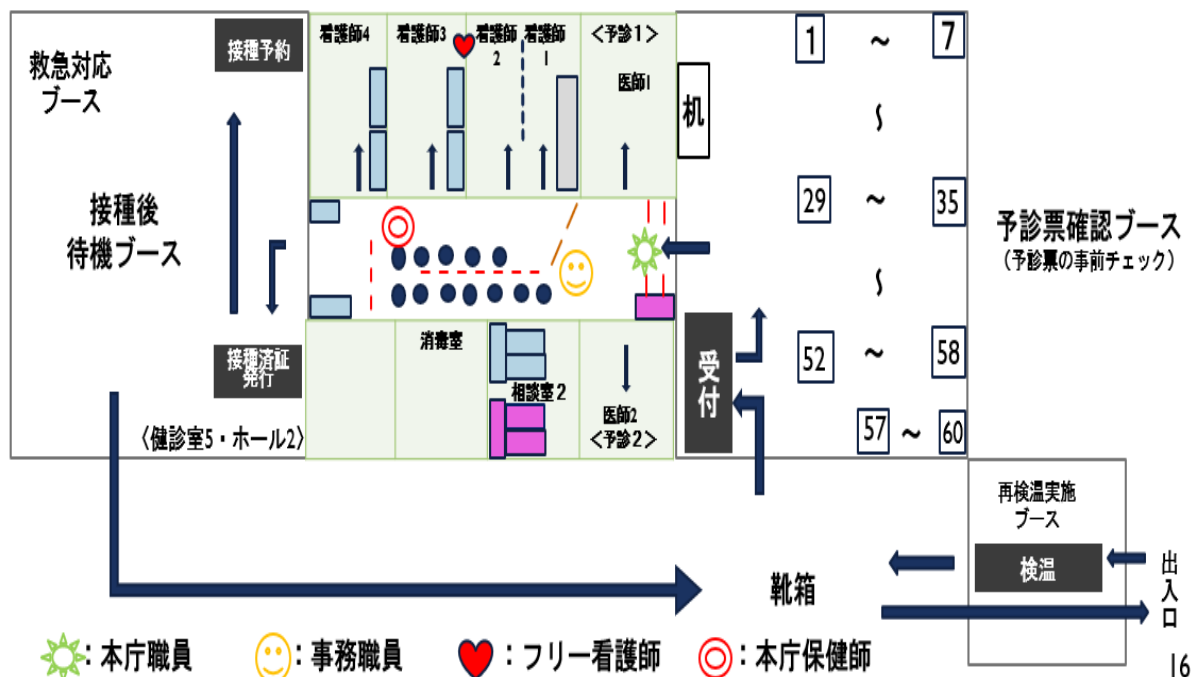 救急対応
ブース
接種予約
看護師4
看護師3
看護師
2
看護師
1
<予診1>
医師1
机
1 ~ 7
~
29 ~ 35
~
52 ~ 58
57 ~ 60
予診票確認ブース
(予診票の事前チェック)
接種後
待機ブース
接種済証
発行
〈健診室5・ホール2〉
消毒室
相談室2
医師2
<予診2>
受付
再検温実施
ブース
検温
出入口
靴箱
:本庁職員
:事務職員
:フリー看護師
:本庁保健師
16